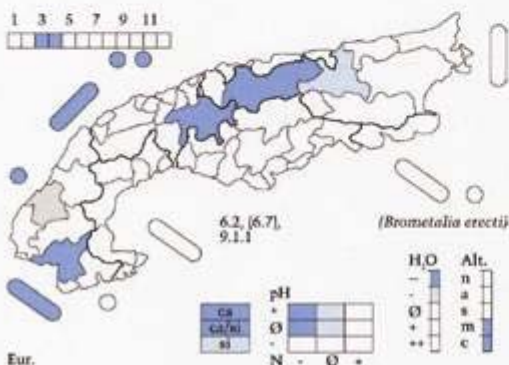 1 3 5 7 9 11
6.2, (6.7),
9.1.1
(Brometalia erecti)
H₂O Alt.
-- n
- a
Ø s
+ m
++ c
pH
ca +
ca/si Ø
si -
N - Ø +
Eur.